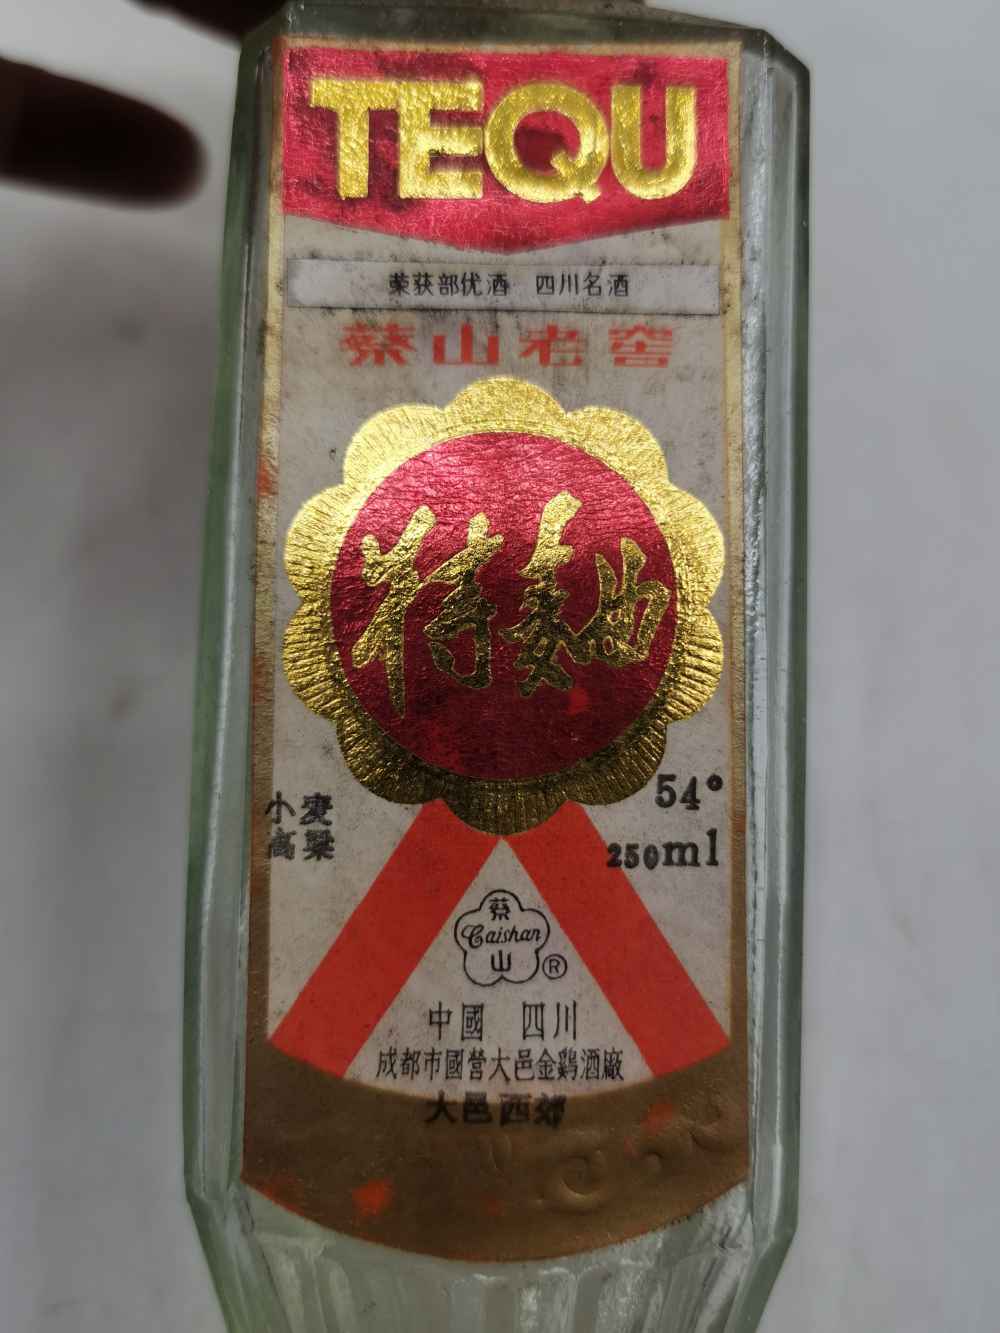 TEQU
荣获部优酒 四川名酒
蔡山老窖
特麯
小麦
高粱
54°
250ml
蔡
Caishan
山
®
中國 四川
成都市國營大邑金鷄酒廠
大邑西郊